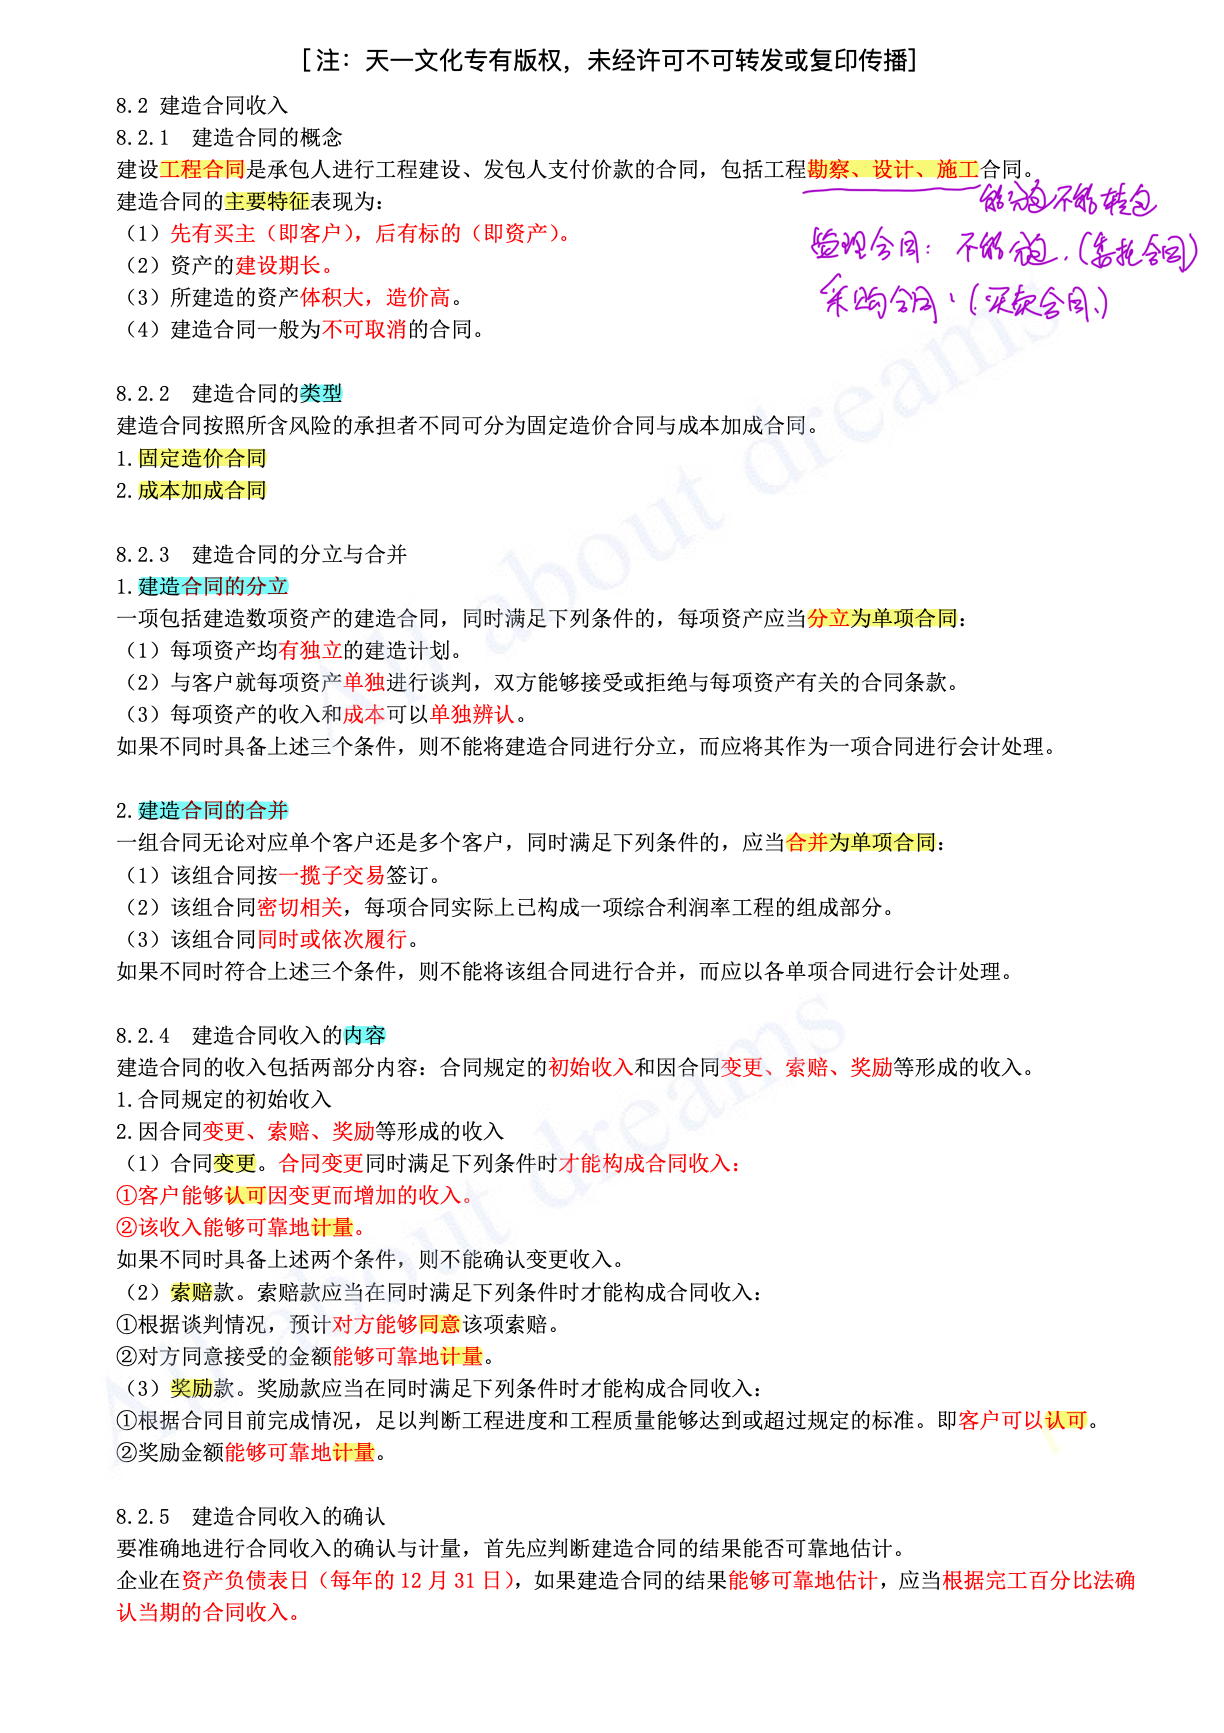 [注：天一文化专有版权，未经许可不可转发或复印传播]
8.2 建造合同收入
8.2.1 建造合同的概念
建设工程合同是承包人进行工程建设、发包人支付价款的合同，包括工程勘察、设计、施工合同。
能分包不能转包
建造合同的主要特征表现为：
（1）先有买主（即客户），后有标的（即资产）。
监理合同：不能分包.（委托合同）
（2）资产的建设期长。
（3）所建造的资产体积大，造价高。
采购合同：（买卖合同）
（4）建造合同一般为不可取消的合同。
8.2.2 建造合同的类型
建造合同按照所含风险的承担者不同可分为固定造价合同与成本加成合同。
1.固定造价合同
2.成本加成合同
8.2.3 建造合同的分立与合并
1.建造合同的分立
一项包括建造数项资产的建造合同，同时满足下列条件的，每项资产应当分立为单项合同：
（1）每项资产均有独立的建造计划。
（2）与客户就每项资产单独进行谈判，双方能够接受或拒绝与每项资产有关的合同条款。
（3）每项资产的收入和成本可以单独辨认。
如果不同时具备上述三个条件，则不能将建造合同进行分立，而应将其作为一项合同进行会计处理。
2.建造合同的合并
一组合同无论对应单个客户还是多个客户，同时满足下列条件的，应当合并为单项合同：
（1）该组合同按一揽子交易签订。
（2）该组合同密切相关，每项合同实际上已构成一项综合利润率工程的组成部分。
（3）该组合同同时或依次履行。
如果不同时符合上述三个条件，则不能将该组合同进行合并，而应以各单项合同进行会计处理。
8.2.4 建造合同收入的内容
建造合同的收入包括两部分内容：合同规定的初始收入和因合同变更、索赔、奖励等形成的收入。
1.合同规定的初始收入
2.因合同变更、索赔、奖励等形成的收入
（1）合同变更。合同变更同时满足下列条件时才能构成合同收入：
①客户能够认可因变更而增加的收入。
②该收入能够可靠地计量。
如果不同时具备上述两个条件，则不能确认变更收入。
（2）索赔款。索赔款应当在同时满足下列条件时才能构成合同收入：
①根据谈判情况，预计对方能够同意该项索赔。
②对方同意接受的金额能够可靠地计量。
（3）奖励款。奖励款应当在同时满足下列条件时才能构成合同收入：
①根据合同目前完成情况，足以判断工程进度和工程质量能够达到或超过规定的标准。即客户可以认可。
②奖励金额能够可靠地计量。
8.2.5 建造合同收入的确认
要准确地进行合同收入的确认与计量，首先应判断建造合同的结果能否可靠地估计。
企业在资产负债表日（每年的 12 月 31 日），如果建造合同的结果能够可靠地估计，应当根据完工百分比法确
认当期的合同收入。
All about dreams
All about dreams